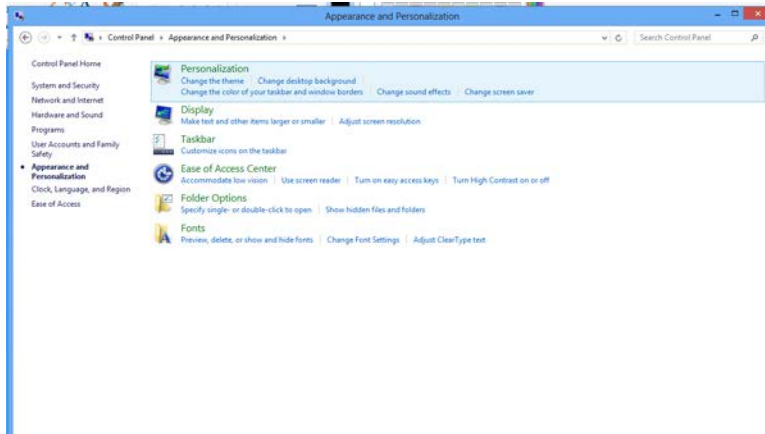 Appearance and Personalization
Control Panel
Appearance and Personalization
Search Control Panel
Control Panel Home
System and Security
Network and Internet
Hardware and Sound
Programs
User Accounts and Family
Safety
Appearance and
Personalization
Clock, Language, and Region
Ease of Access
Personalization
Change the theme
Change desktop background
Change the color of your taskbar and window borders
Change sound effects
Change screen saver
Display
Make text and other items larger or smaller
Adjust screen resolution
Taskbar
Customize icons on the taskbar
Ease of Access Center
Accommodate low vision
Use screen reader
Turn on easy access keys
Turn High Contrast on or off
Folder Options
Specify single- or double-click to open
Show hidden files and folders
Fonts
Preview, delete, or show and hide fonts
Change Font Settings
Adjust ClearType text